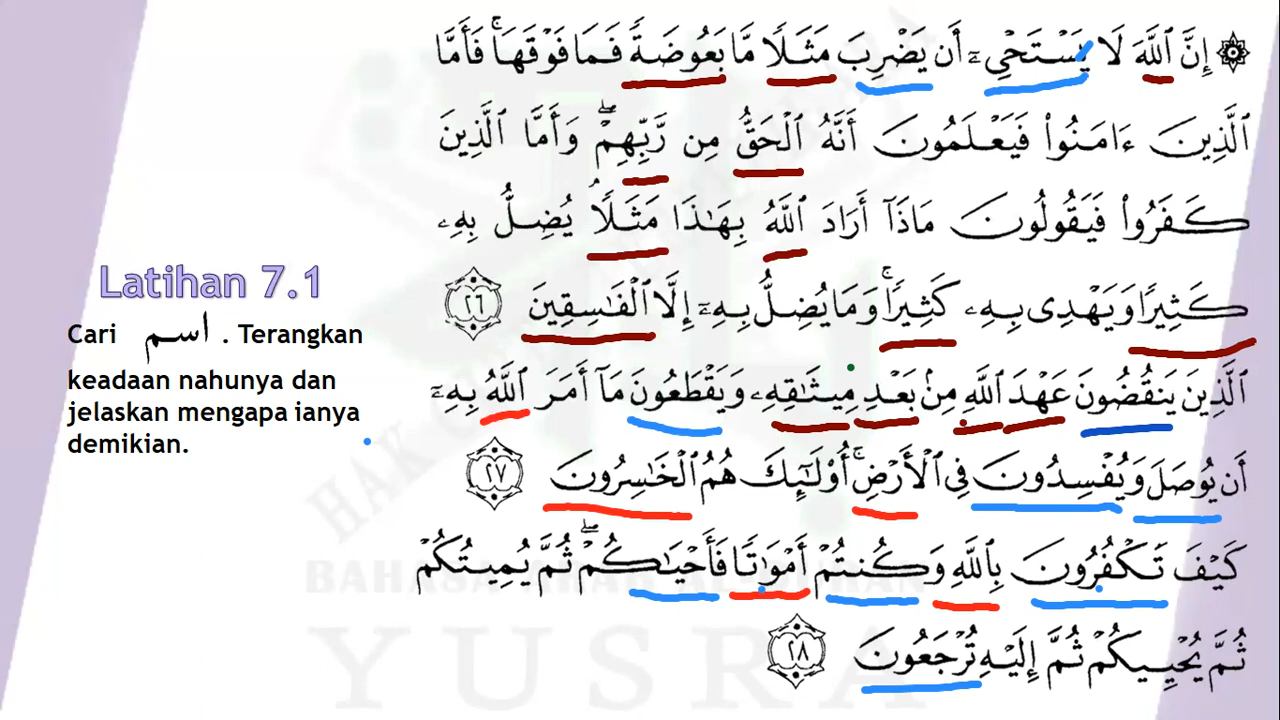 ۞ إِنَّ ٱللَّهَ لَا يَسْتَحْىِۦٓ أَن يَضْرِبَ مَثَلًا مَّا بَعُوضَةً فَمَا فَوْقَهَا ۚ فَأَمَّا
ٱلَّذِينَ ءَامَنُوا۟ فَيَعْلَمُونَ أَنَّهُ ٱلْحَقُّ مِن رَّبِّهِمْ ۖ وَأَمَّا ٱلَّذِينَ
كَفَرُوا۟ فَيَقُولُونَ مَاذَآ أَرَادَ ٱللَّهُ بِهَـٰذَا مَثَلًا ۘ يُضِلُّ بِهِۦ
كَثِيرًا وَيَهْدِى بِهِۦ كَثِيرًا ۚ وَمَا يُضِلُّ بِهِۦٓ إِلَّا ٱلْفَـٰسِقِينَ ٢٦
ٱلَّذِينَ يَنقُضُونَ عَهْدَ ٱللَّهِ مِنۢ بَعْدِ مِيثَـٰقِهِۦ وَيَقْطَعُونَ مَآ أَمَرَ ٱللَّهُ بِهِۦٓ
أَن يُوصَلَ وَيُفْسِدُونَ فِى ٱلْأَرْضِ ۚ أُو۟لَـٰٓئِكَ هُمُ ٱلْخَـٰسِرُونَ ٢٧
كَيْفَ تَكْفُرُونَ بِٱللَّهِ وَكُنتُمْ أَمْوَٰتًا فَأَحْيَـٰكُمْ ۖ ثُمَّ يُمِيتُكُمْ
ثُمَّ يُحْيِيكُمْ ثُمَّ إِلَيْهِ تُرْجَعُونَ ٢٨
Latihan 7.1
Cari اسم . Terangkan
keadaan nahunya dan
jelaskan mengapa ianya
demikian.
YUSRA